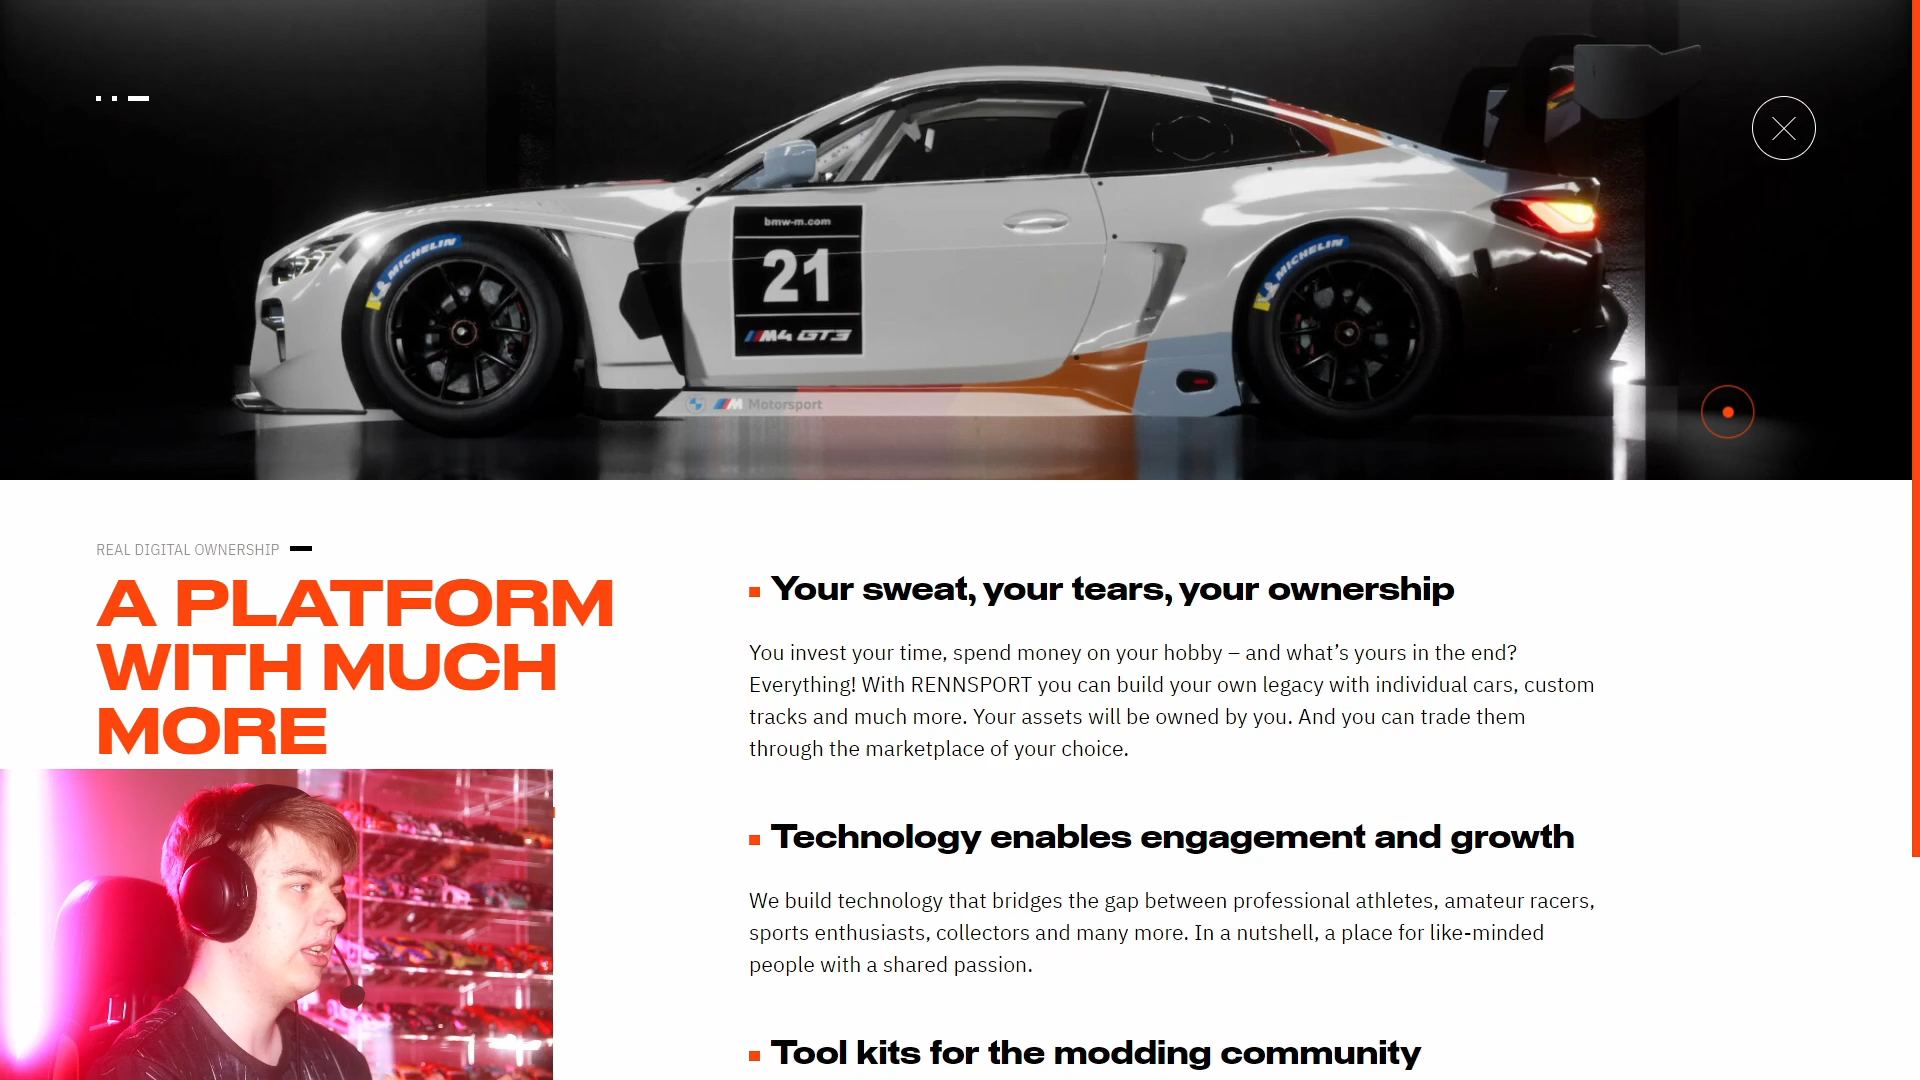 MICHELIN
MICHELIN
bmw-m.com
21
M4 GT3
M Motorsport
REAL DIGITAL OWNERSHIP
A PLATFORM
WITH MUCH
MORE
Your sweat, your tears, your ownership
You invest your time, spend money on your hobby – and what’s yours in the end?
Everything! With RENNSPORT you can build your own legacy with individual cars, custom
tracks and much more. Your assets will be owned by you. And you can trade them
through the marketplace of your choice.
Technology enables engagement and growth
We build technology that bridges the gap between professional athletes, amateur racers,
sports enthusiasts, collectors and many more. In a nutshell, a place for like-minded
people with a shared passion.
Tool kits for the modding community